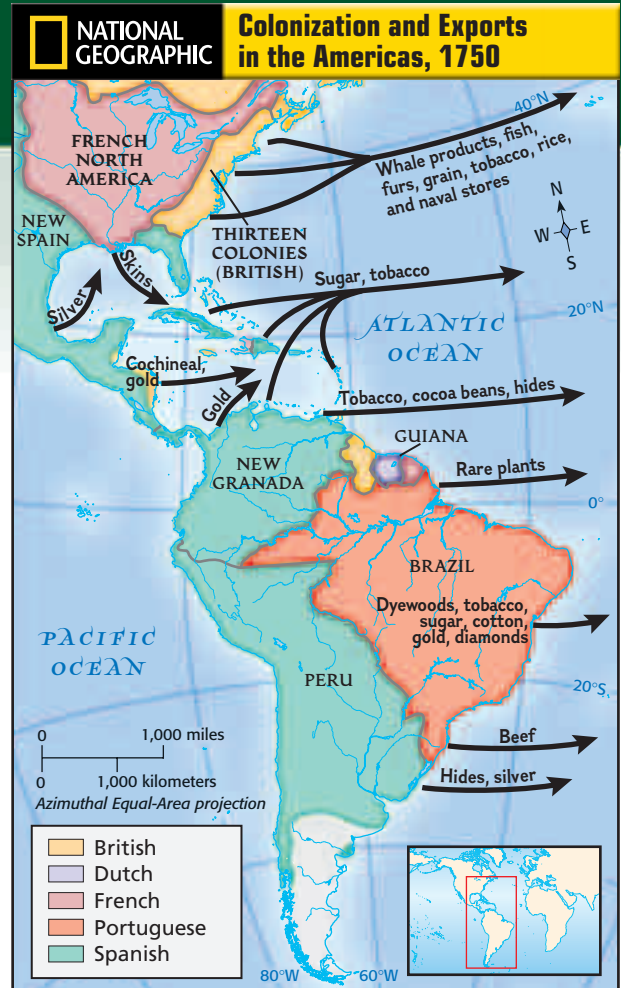 NATIONAL
GEOGRAPHIC
Colonization and Exports
in the Americas, 1750
40°N
FRENCH
NORTH
AMERICA
Whale products, fish,
furs, grain, tobacco, rice,
and naval stores
N
W
E
S
NEW
SPAIN
THIRTEEN
COLONIES
(BRITISH)
Skins
Silver
Sugar, tobacco
20°N
ATLANTIC
OCEAN
Cochineal,
gold
Gold
Tobacco, cocoa beans, hides
GUIANA
NEW
GRANADA
Rare plants
0°
BRAZIL
Dyewoods, tobacco,
sugar, cotton,
gold, diamonds
PACIFIC
OCEAN
PERU
20°S
0
1,000 miles
0
1,000 kilometers
Azimuthal Equal-Area projection
Beef
Hides, silver
British
Dutch
French
Portuguese
Spanish
80°W
60°W